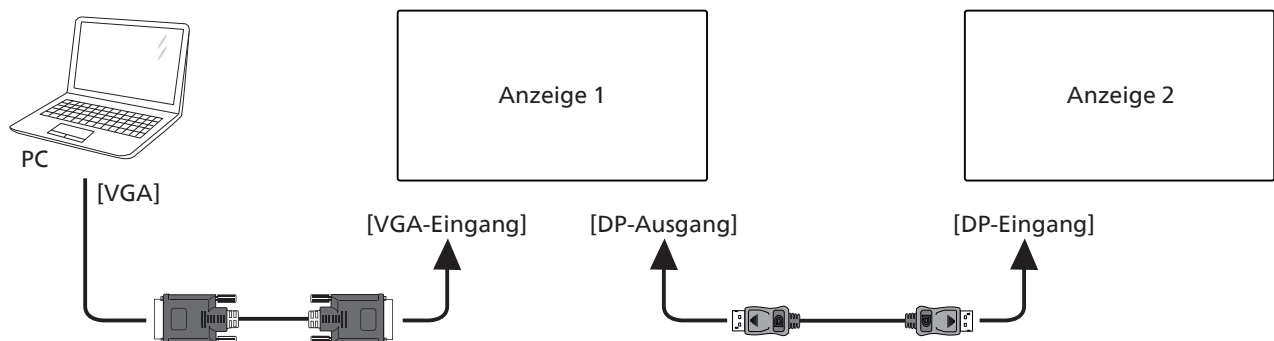 Anzeige 1
Anzeige 2
PC
[VGA]
[VGA-Eingang]
[DP-Ausgang]
[DP-Eingang]